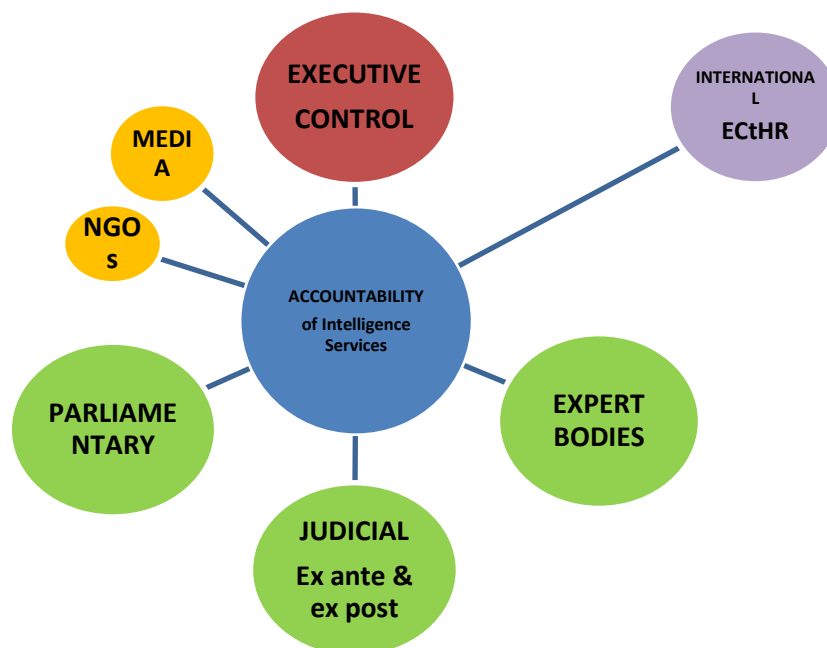 EXECUTIVE
CONTROL
INTERNATIONA
L
ECtHR
MEDI
A
NGO
s
ACCOUNTABILITY
of Intelligence
Services
PARLIAME
NTARY
EXPERT
BODIES
JUDICIAL
Ex ante &
ex post